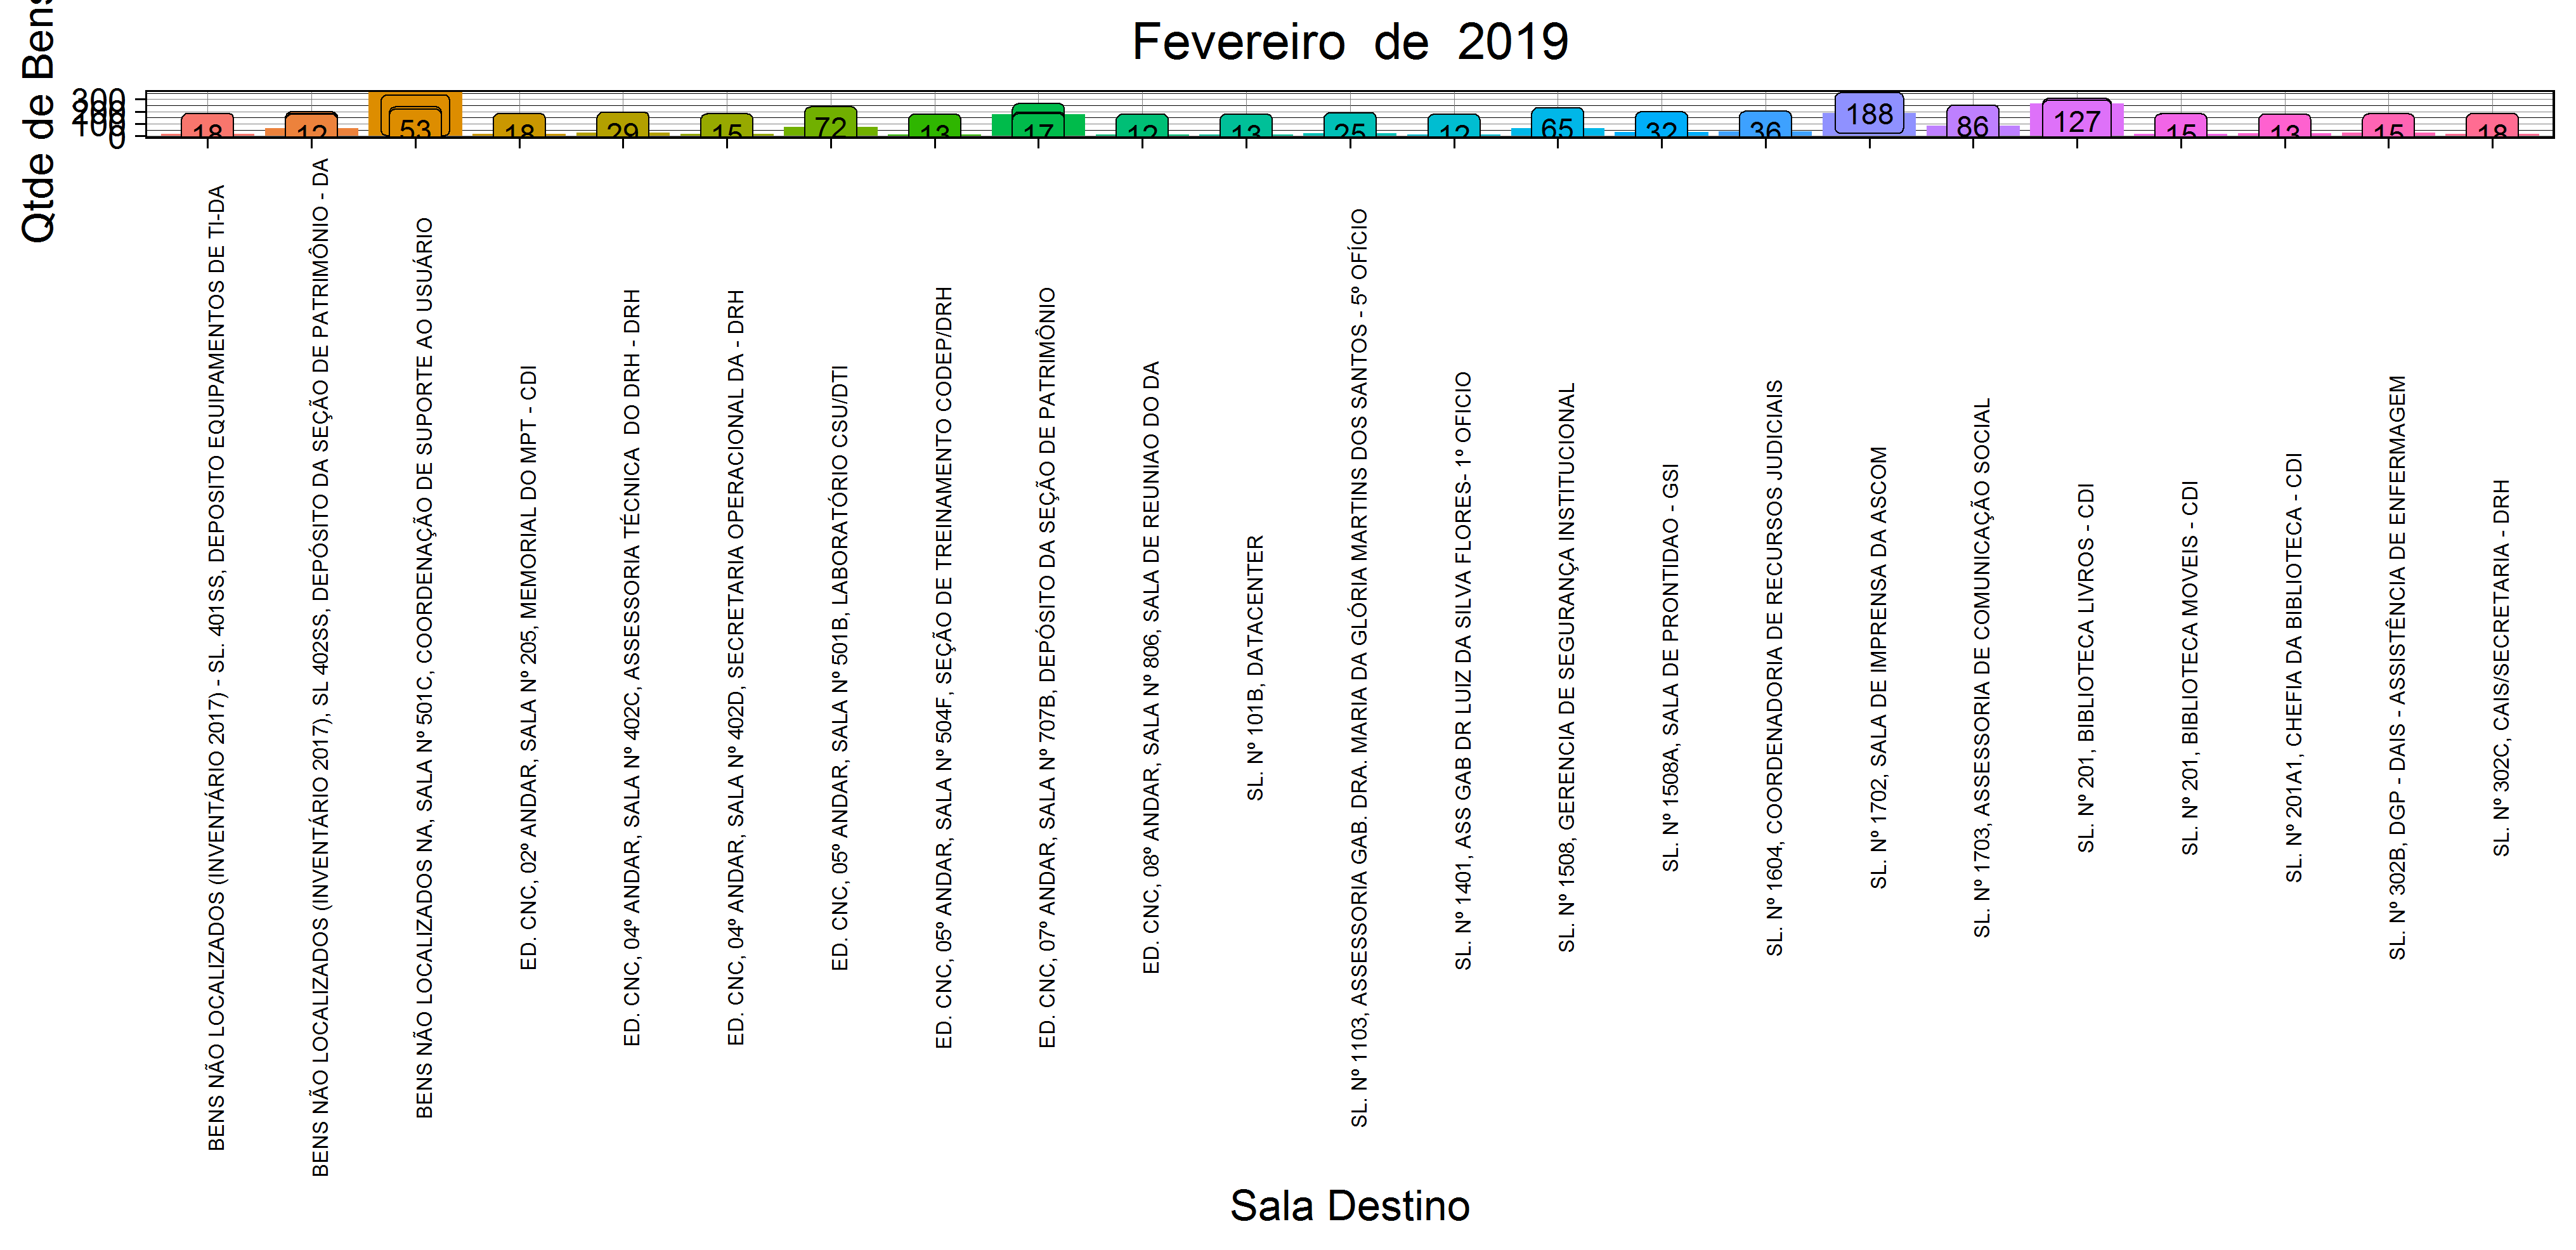 Fevereiro de 2019
Qtde de Bens
300
200
100
0
18
12
53
18
29
15
72
13
17
12
13
25
12
65
32
36
188
86
127
15
13
15
18
BENS NÃO LOCALIZADOS (INVENTÁRIO 2017) - SL. 401SS, DEPOSITO EQUIPAMENTOS DE TI-DA
BENS NÃO LOCALIZADOS (INVENTÁRIO 2017), SL 402SS, DEPÓSITO DA SEÇÃO DE PATRIMÔNIO - DA
BENS NÃO LOCALIZADOS NA, SALA Nº 501C, COORDENAÇÃO DE SUPORTE AO USUÁRIO
ED. CNC, 02º ANDAR, SALA Nº 205, MEMORIAL DO MPT - CDI
ED. CNC, 04º ANDAR, SALA Nº 402C, ASSESSORIA TÉCNICA DO DRH - DRH
ED. CNC, 04º ANDAR, SALA Nº 402D, SECRETARIA OPERACIONAL DA - DRH
ED. CNC, 05º ANDAR, SALA Nº 501B, LABORATÓRIO CSU/DTI
ED. CNC, 05º ANDAR, SALA Nº 504F, SEÇÃO DE TREINAMENTO CODEP/DRH
ED. CNC, 07º ANDAR, SALA Nº 707B, DEPÓSITO DA SEÇÃO DE PATRIMÔNIO
ED. CNC, 08º ANDAR, SALA Nº 806, SALA DE REUNIAO DO DA
SL. Nº 101B, DATACENTER
SL. Nº 1103, ASSESSORIA GAB. DRA. MARIA DA GLÓRIA MARTINS DOS SANTOS - 5º OFÍCIO
SL. Nº 1401, ASS GAB DR LUIZ DA SILVA FLORES- 1º OFICIO
SL. Nº 1508, GERENCIA DE SEGURANÇA INSTITUCIONAL
SL. Nº 1508A, SALA DE PRONTIDAO - GSI
SL. Nº 1604, COORDENADORIA DE RECURSOS JUDICIAIS
SL. Nº 1702, SALA DE IMPRENSA DA ASCOM
SL. Nº 1703, ASSESSORIA DE COMUNICAÇÃO SOCIAL
SL. Nº 201, BIBLIOTECA LIVROS - CDI
SL. Nº 201, BIBLIOTECA MOVEIS - CDI
SL. Nº 201A1, CHEFIA DA BIBLIOTECA - CDI
SL. Nº 302B, DGP - DAIS - ASSISTÊNCIA DE ENFERMAGEM
SL. Nº 302C, CAIS/SECRETARIA - DRH
Sala Destino